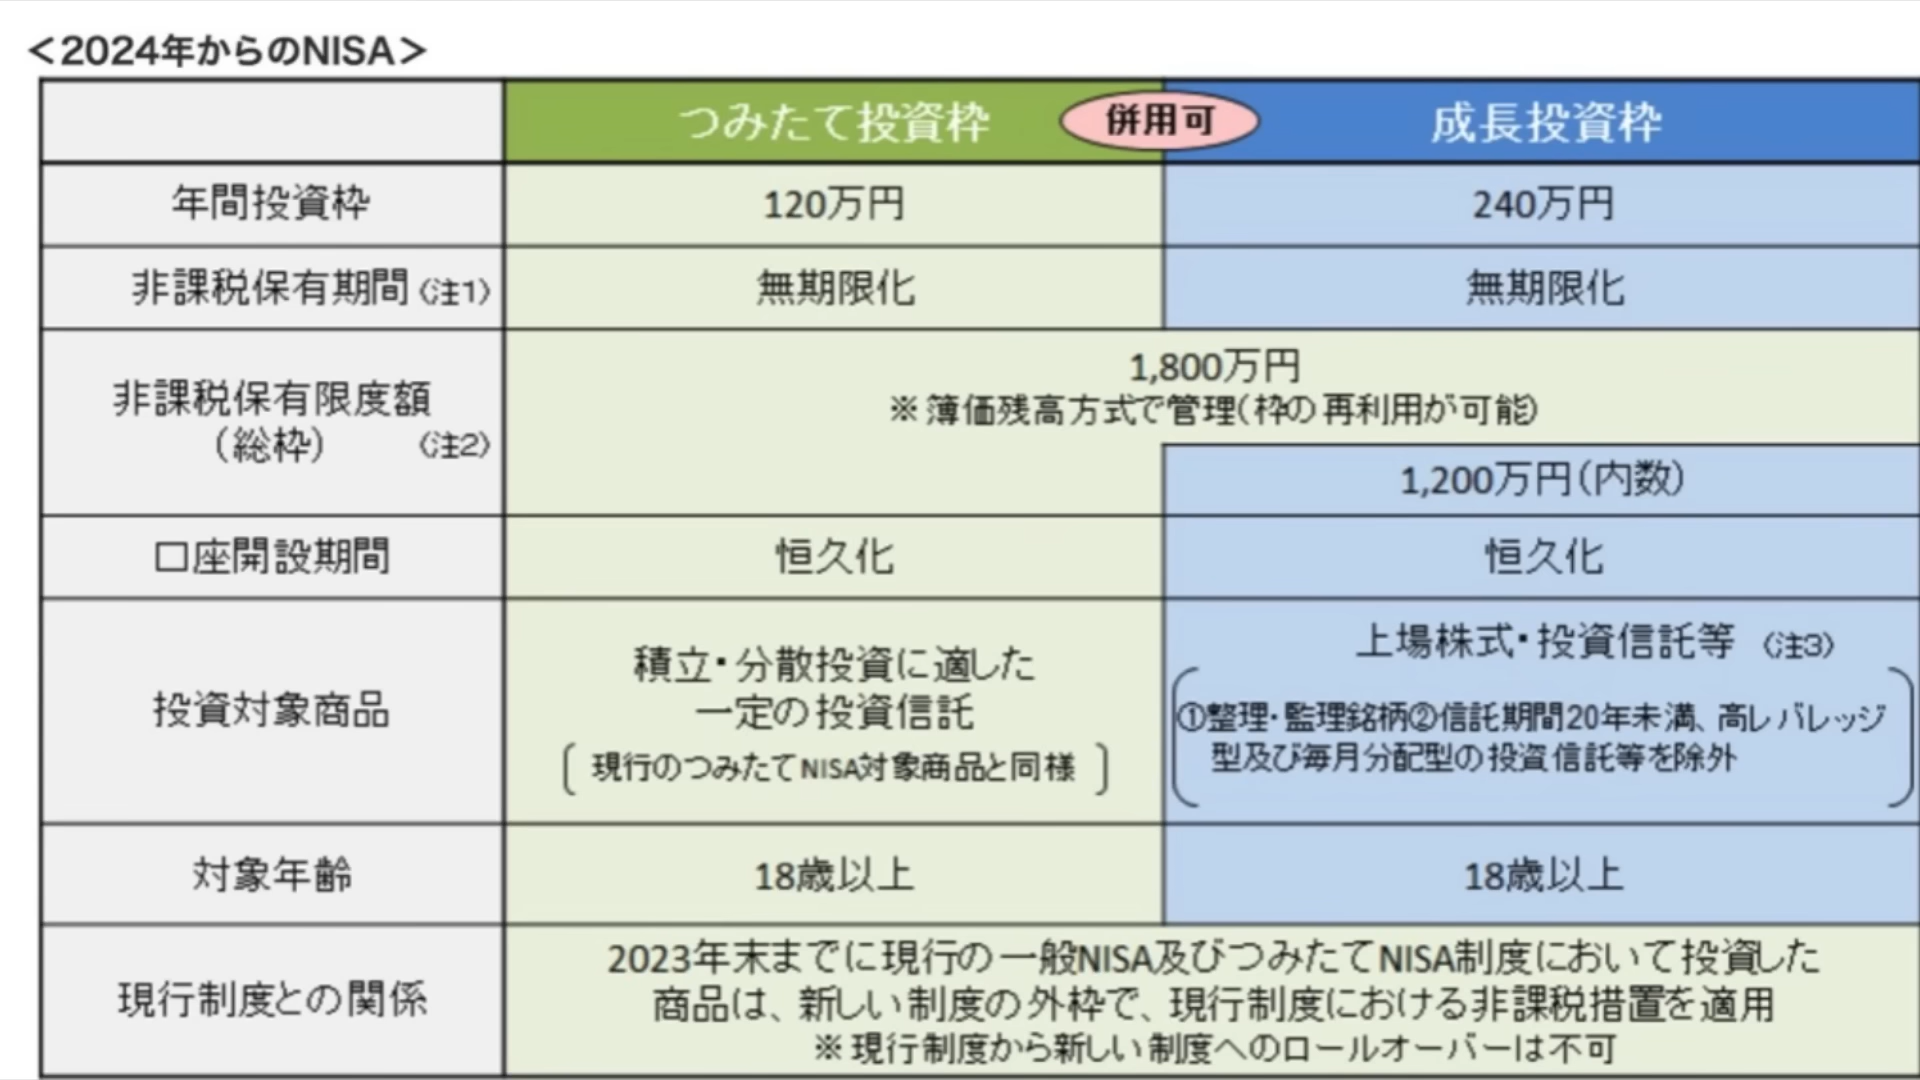 ＜2024年からのNISA＞
つみたて投資枠
併用可
成長投資枠
年間投資枠
120万円
240万円
非課税保有期間（注1）
無期限化
無期限化
非課税保有限度額
（総枠）　（注2）
1,800万円
※簿価残高方式で管理（枠の再利用が可能）
1,200万円（内数）
口座開設期間
恒久化
恒久化
投資対象商品
積立・分散投資に適した
一定の投資信託
〔現行のつみたてNISA対象商品と同様〕
上場株式・投資信託等（注3）
①整理・監理銘柄②信託期間20年未満、高レバレッジ
型及び毎月分配型の投資信託等を除外
対象年齢
18歳以上
18歳以上
現行制度との関係
2023年末までに現行の一般NISA及びつみたてNISA制度において投資した
商品は、新しい制度の外枠で、現行制度における非課税措置を適用
※現行制度から新しい制度へのロールオーバーは不可